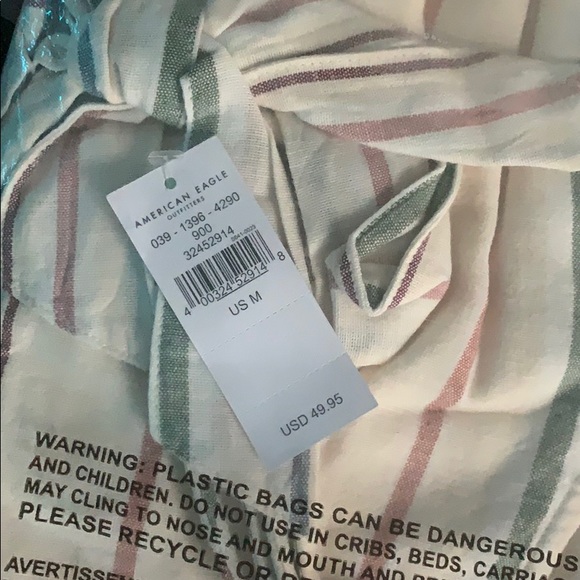 AMERICAN EAGLE
OUTFITTERS
039 - 1396 - 4290
900
32452914
5641-0025
4 00324 52914 8
US M
USD 49.95
WARNING: PLASTIC BAGS CAN BE DANGEROUS
AND CHILDREN. DO NOT USE IN CRIBS, BEDS,
MAY CLING TO NOSE AND MOUTH AND
PLEASE RECYCLE OR